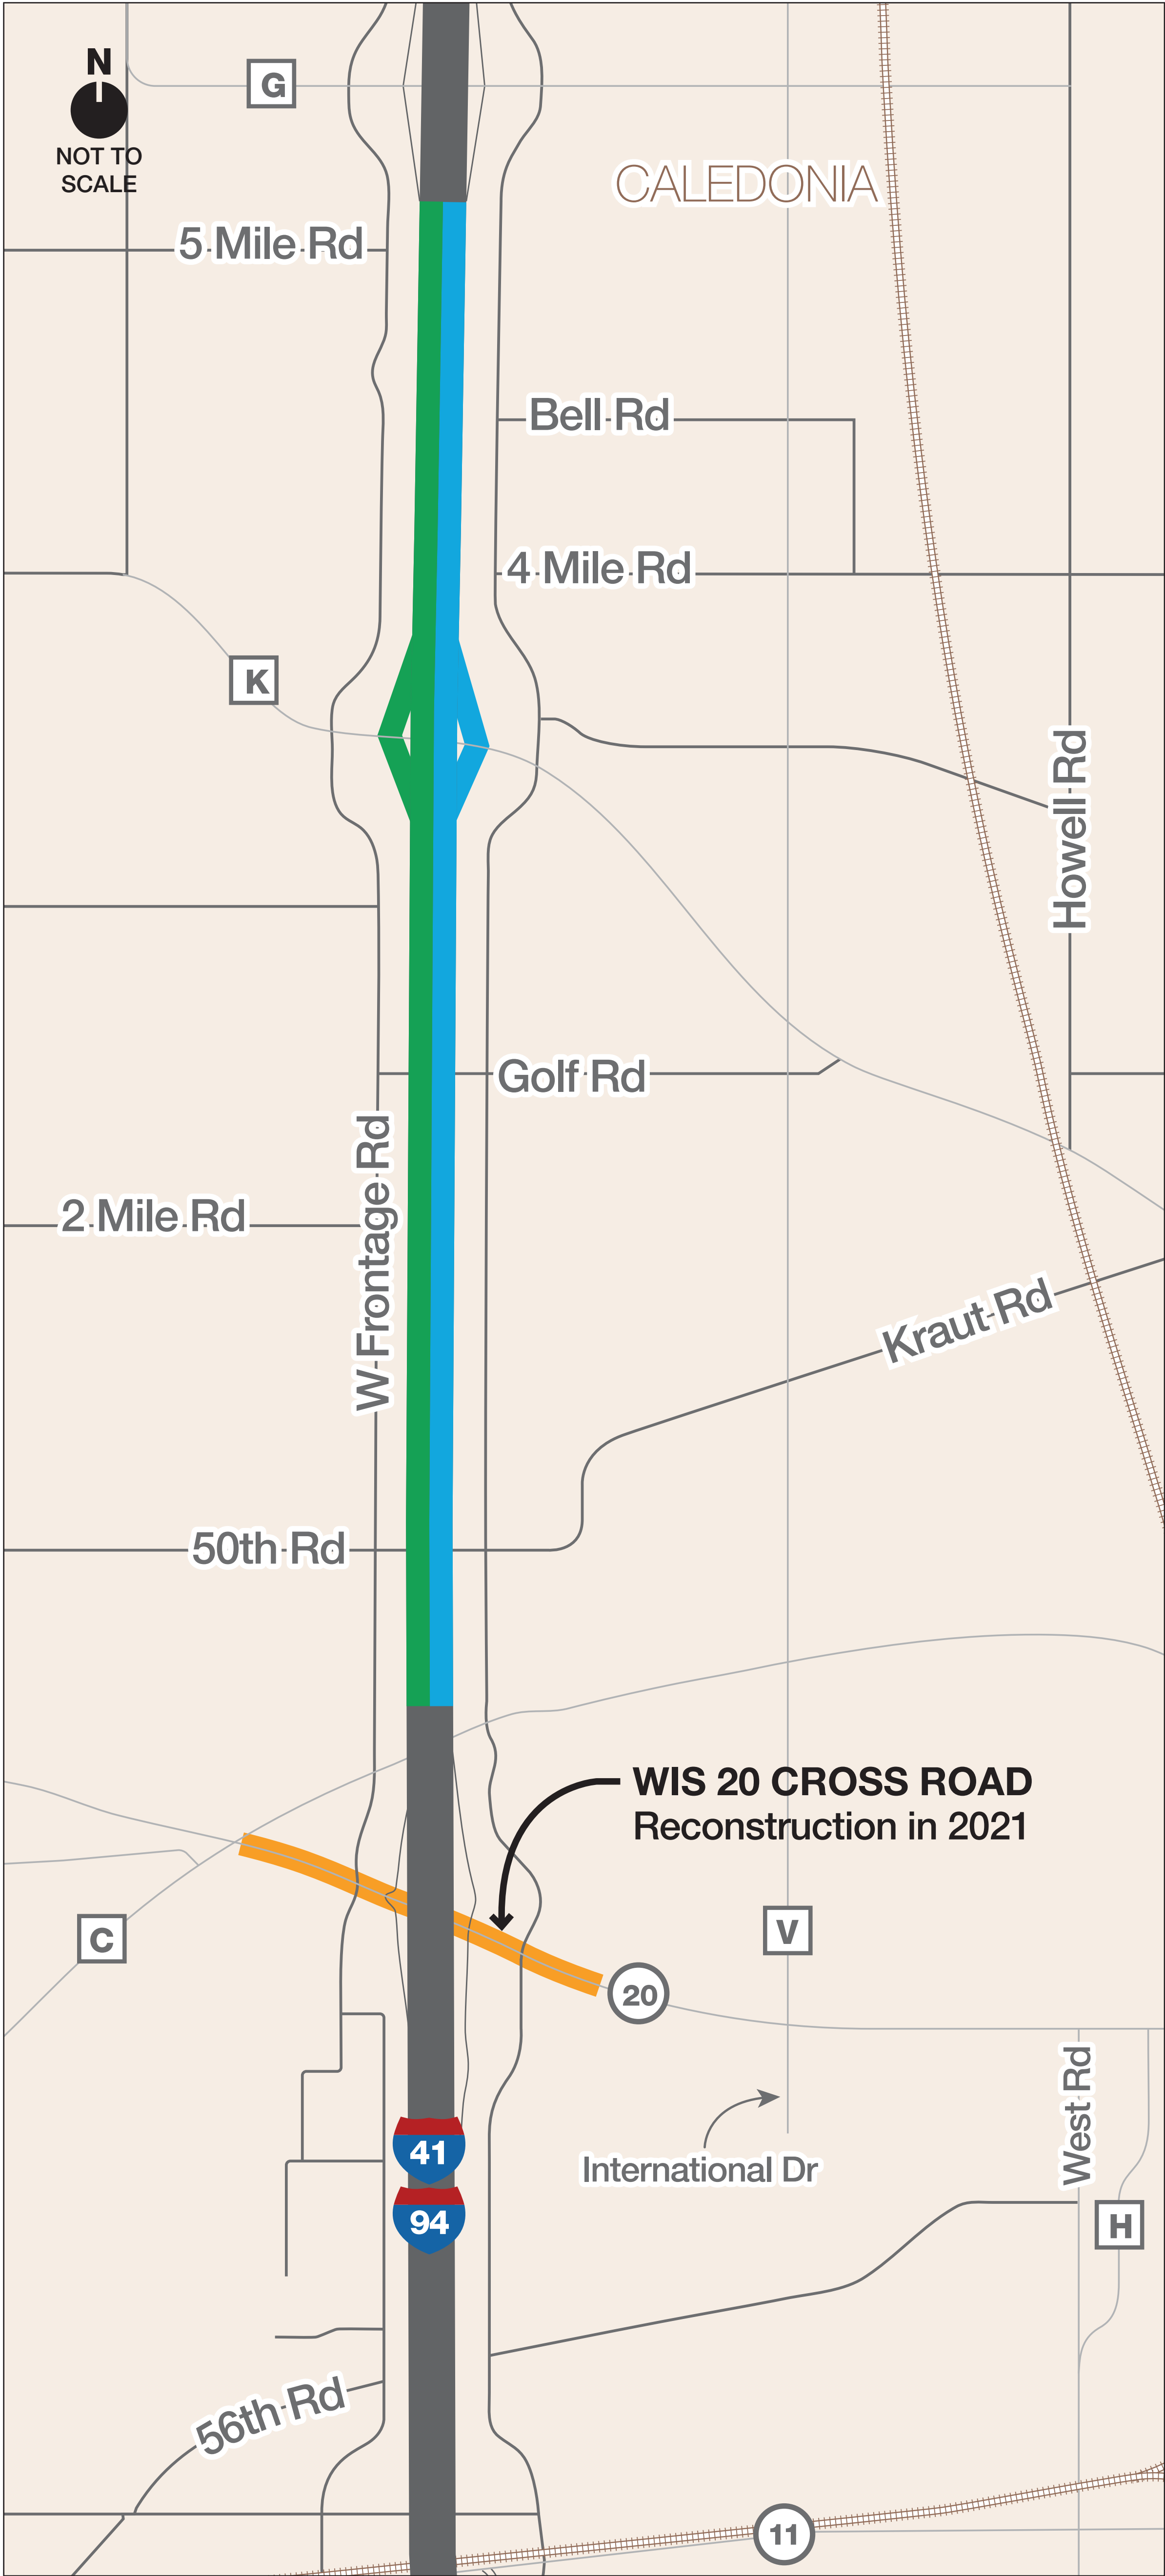 N
NOT TO
SCALE
G
CALEDONIA
5 Mile Rd
Bell Rd
4 Mile Rd
K
Howell Rd
Golf Rd
W Frontage Rd
2 Mile Rd
Kraut Rd
50th Rd
WIS 20 CROSS ROAD
Reconstruction in 2021
C
V
20
West Rd
41
International Dr
94
H
56th Rd
11